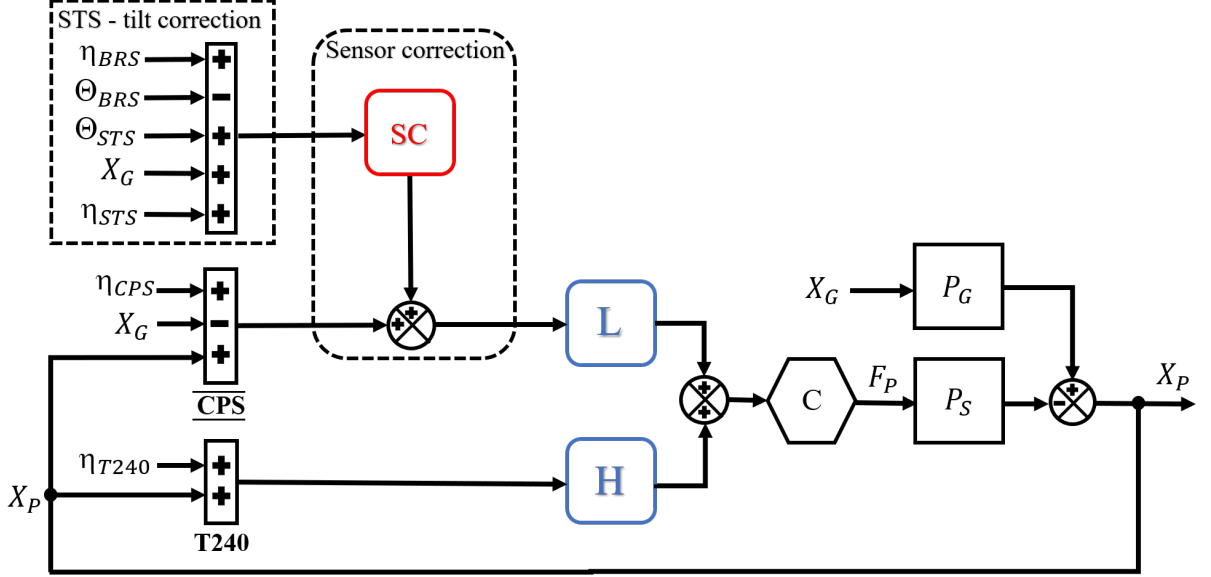 STS - tilt correction
η_BRS
Θ_BRS
Θ_STS
X_G
η_STS
Sensor correction
SC
η_CPS
X_G
CPS
L
X_G
P_G
H
C
F_P
P_S
X_P
η_T240
X_P
T240